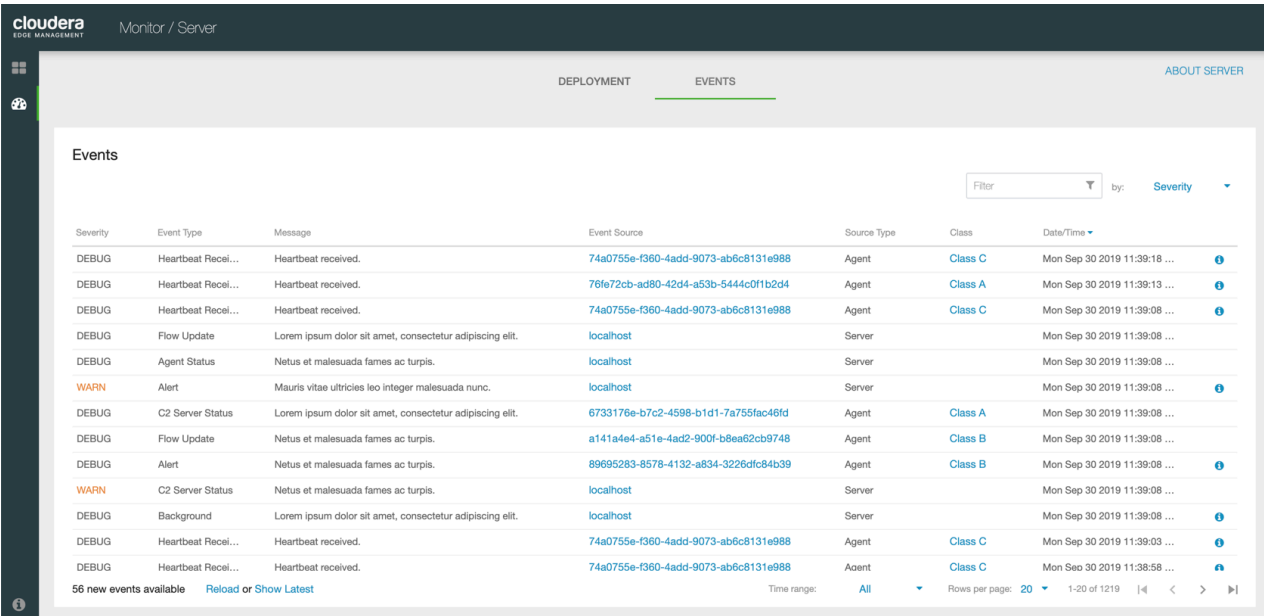 cloudera
EDGE MANAGEMENT
Monitor / Server
DEPLOYMENT EVENTS ABOUT SERVER
Events
Filter by: Severity
Severity Event Type Message Event Source Source Type Class Date/Time
DEBUG Heartbeat Recei... Heartbeat received. 74a0755e-f360-4add-9073-ab6c8131e988 Agent Class C Mon Sep 30 2019 11:39:18 ...
DEBUG Heartbeat Recei... Heartbeat received. 76fe72cb-ad80-42d4-a53b-5444c0f1b2d4 Agent Class A Mon Sep 30 2019 11:39:13 ...
DEBUG Heartbeat Recei... Heartbeat received. 74a0755e-f360-4add-9073-ab6c8131e988 Agent Class C Mon Sep 30 2019 11:39:08 ...
DEBUG Flow Update Lorem ipsum dolor sit amet, consectetur adipiscing elit. localhost Server Mon Sep 30 2019 11:39:08 ...
DEBUG Agent Status Netus et malesuada fames ac turpis. localhost Server Mon Sep 30 2019 11:39:08 ...
WARN Alert Mauris vitae ultricies leo integer malesuada nunc. localhost Server Mon Sep 30 2019 11:39:08 ...
DEBUG C2 Server Status Lorem ipsum dolor sit amet, consectetur adipiscing elit. 6733176e-b7c2-4598-b1d1-7a755fac46fd Agent Class A Mon Sep 30 2019 11:39:08 ...
DEBUG Flow Update Netus et malesuada fames ac turpis. a141a4e4-a51e-4ad2-900f-b8ea62cb9748 Agent Class B Mon Sep 30 2019 11:39:08 ...
DEBUG Alert Netus et malesuada fames ac turpis. 89695283-8578-4132-a834-3226dfc84b39 Agent Class B Mon Sep 30 2019 11:39:08 ...
WARN C2 Server Status Netus et malesuada fames ac turpis. localhost Server Mon Sep 30 2019 11:39:08 ...
DEBUG Background Lorem ipsum dolor sit amet, consectetur adipiscing elit. localhost Server Mon Sep 30 2019 11:39:08 ...
DEBUG Heartbeat Recei... Heartbeat received. 74a0755e-f360-4add-9073-ab6c8131e988 Agent Class C Mon Sep 30 2019 11:39:03 ...
DEBUG Heartbeat Recei... Heartbeat received. 74a0755e-f360-4add-9073-ab6c8131e988 Agent Class C Mon Sep 30 2019 11:38:58 ...
56 new events available Reload or Show Latest Time range: All Rows per page: 20 1-20 of 1219